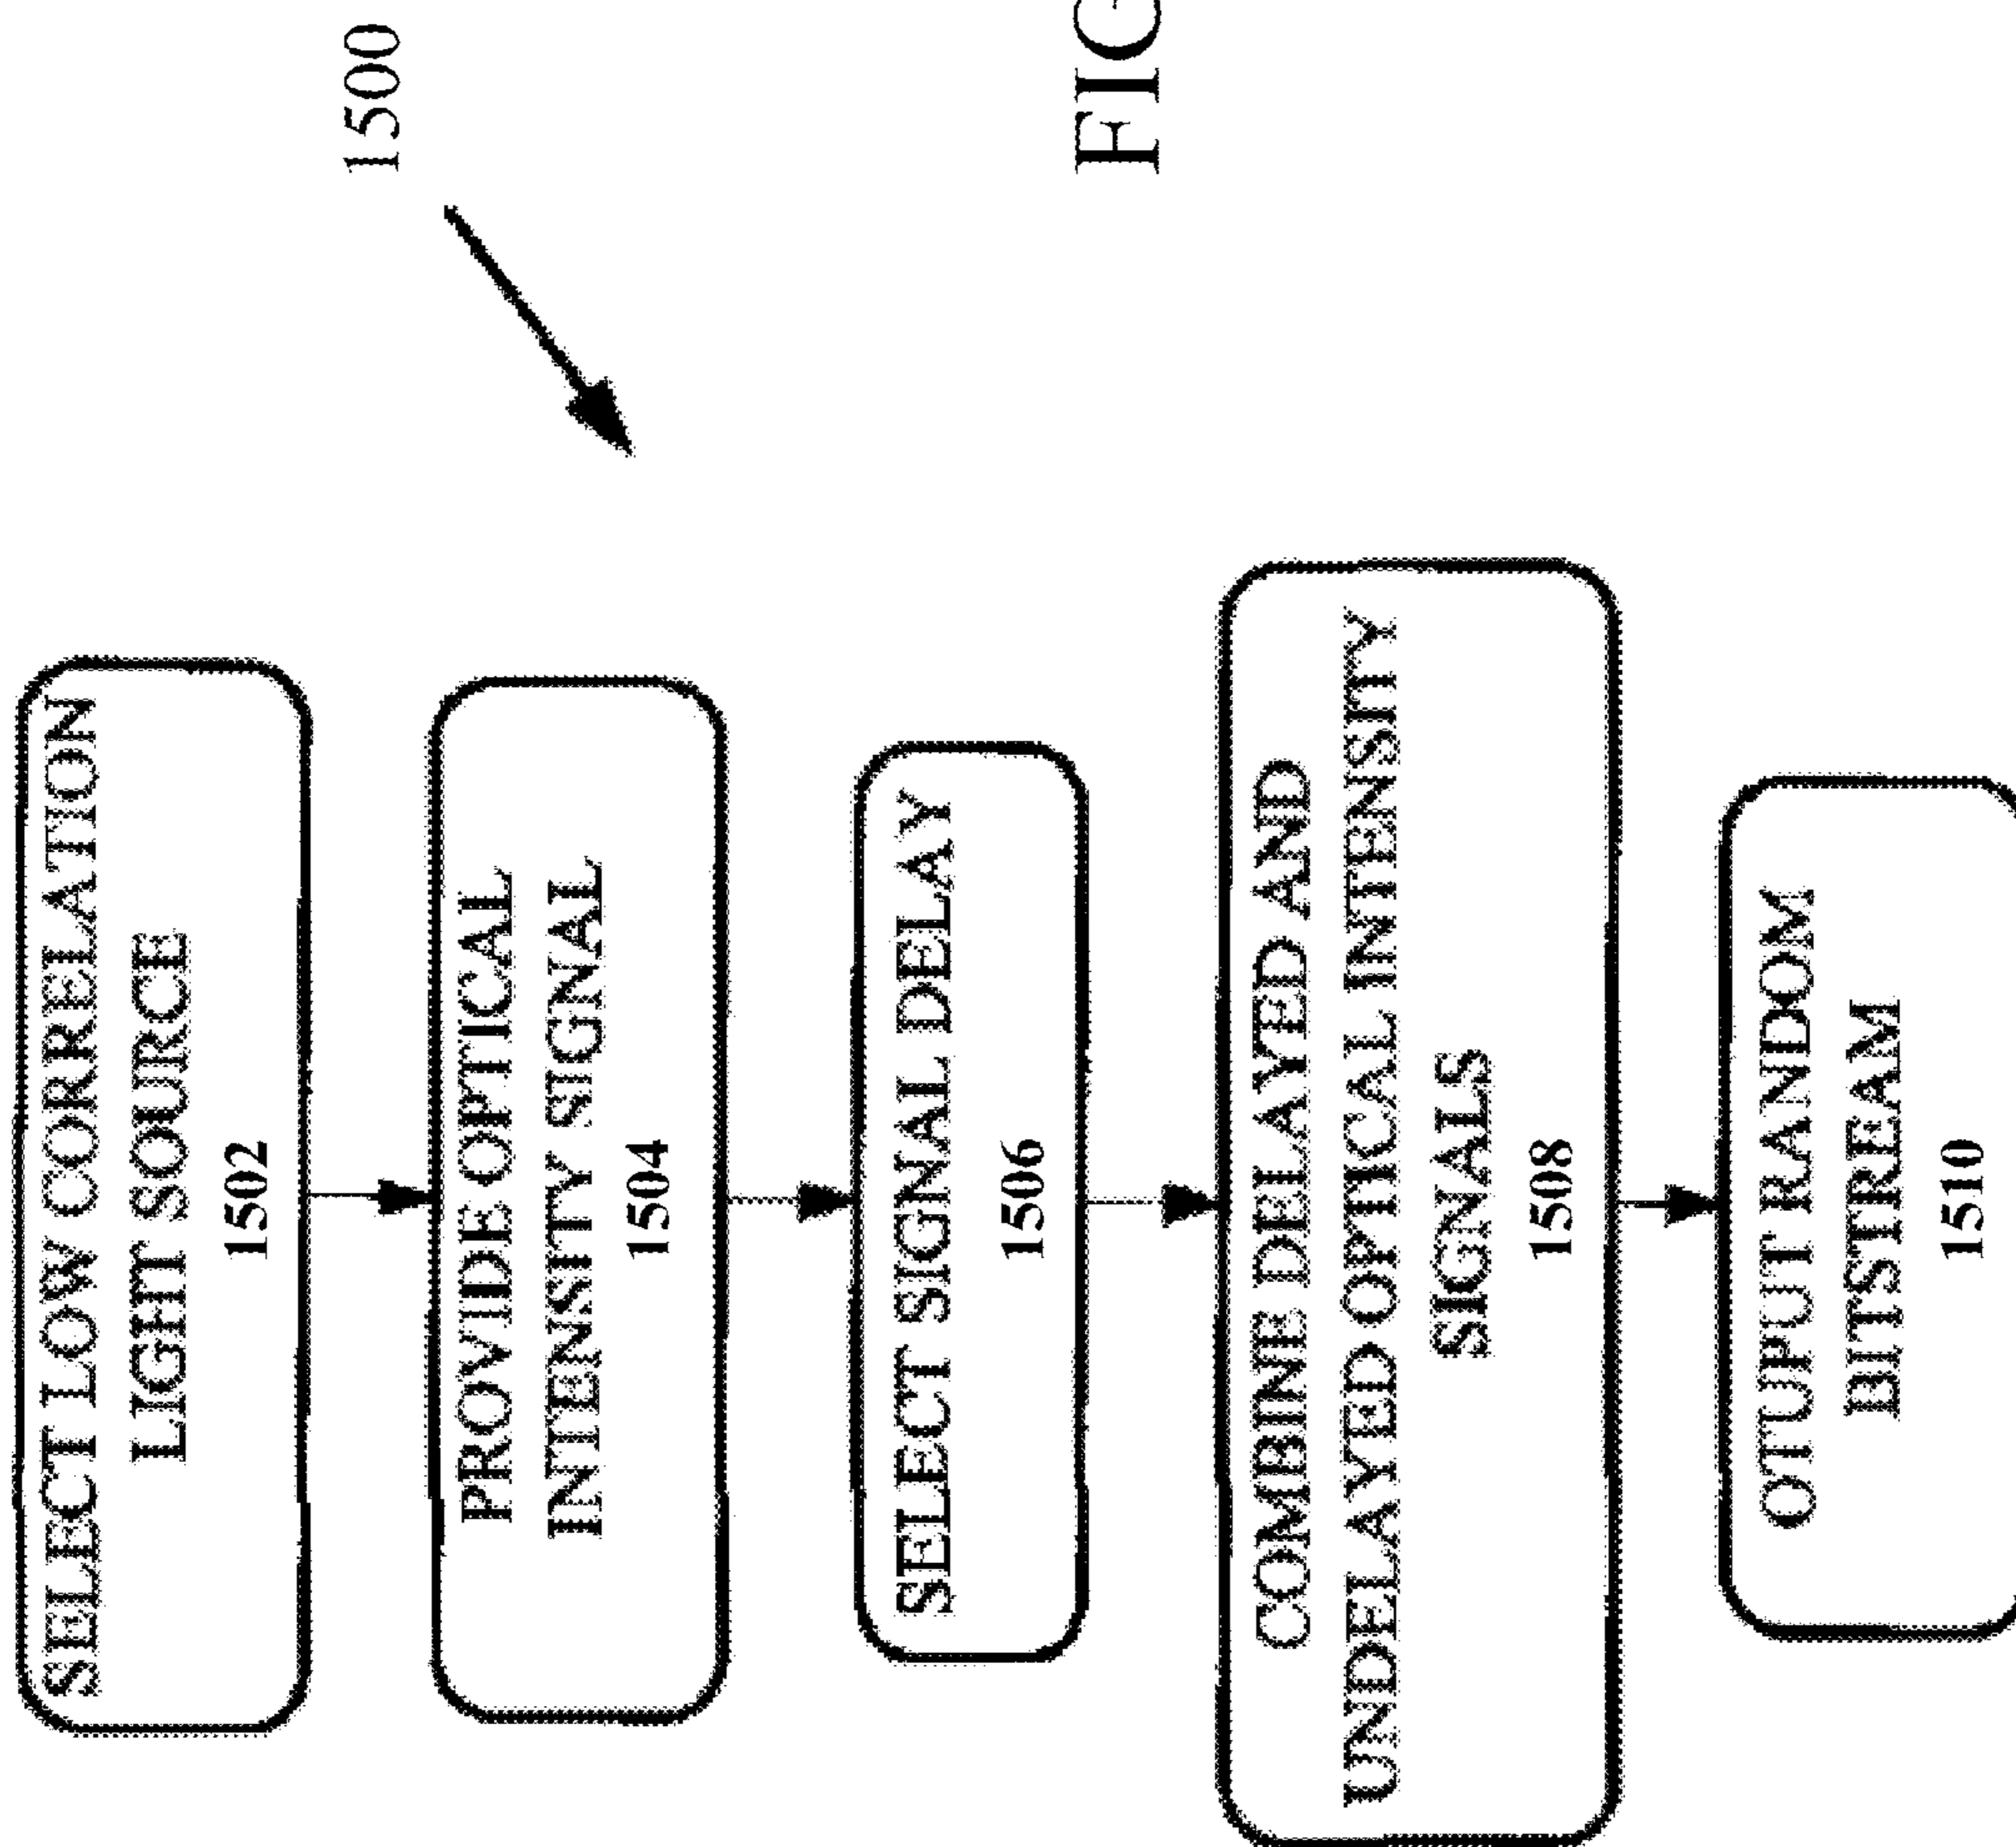 1500
SELECT LOW CORRELATION
LIGHT SOURCE
1502
PROVIDE OPTICAL
INTENSITY SIGNAL
1504
SELECT SIGNAL DELAY
1506
COMBINE DELAYED AND
UNDELAYED OPTICAL INTENSITY
SIGNALS
1508
OTUPUT RANDOM
BITSTREAM
1510
FIG